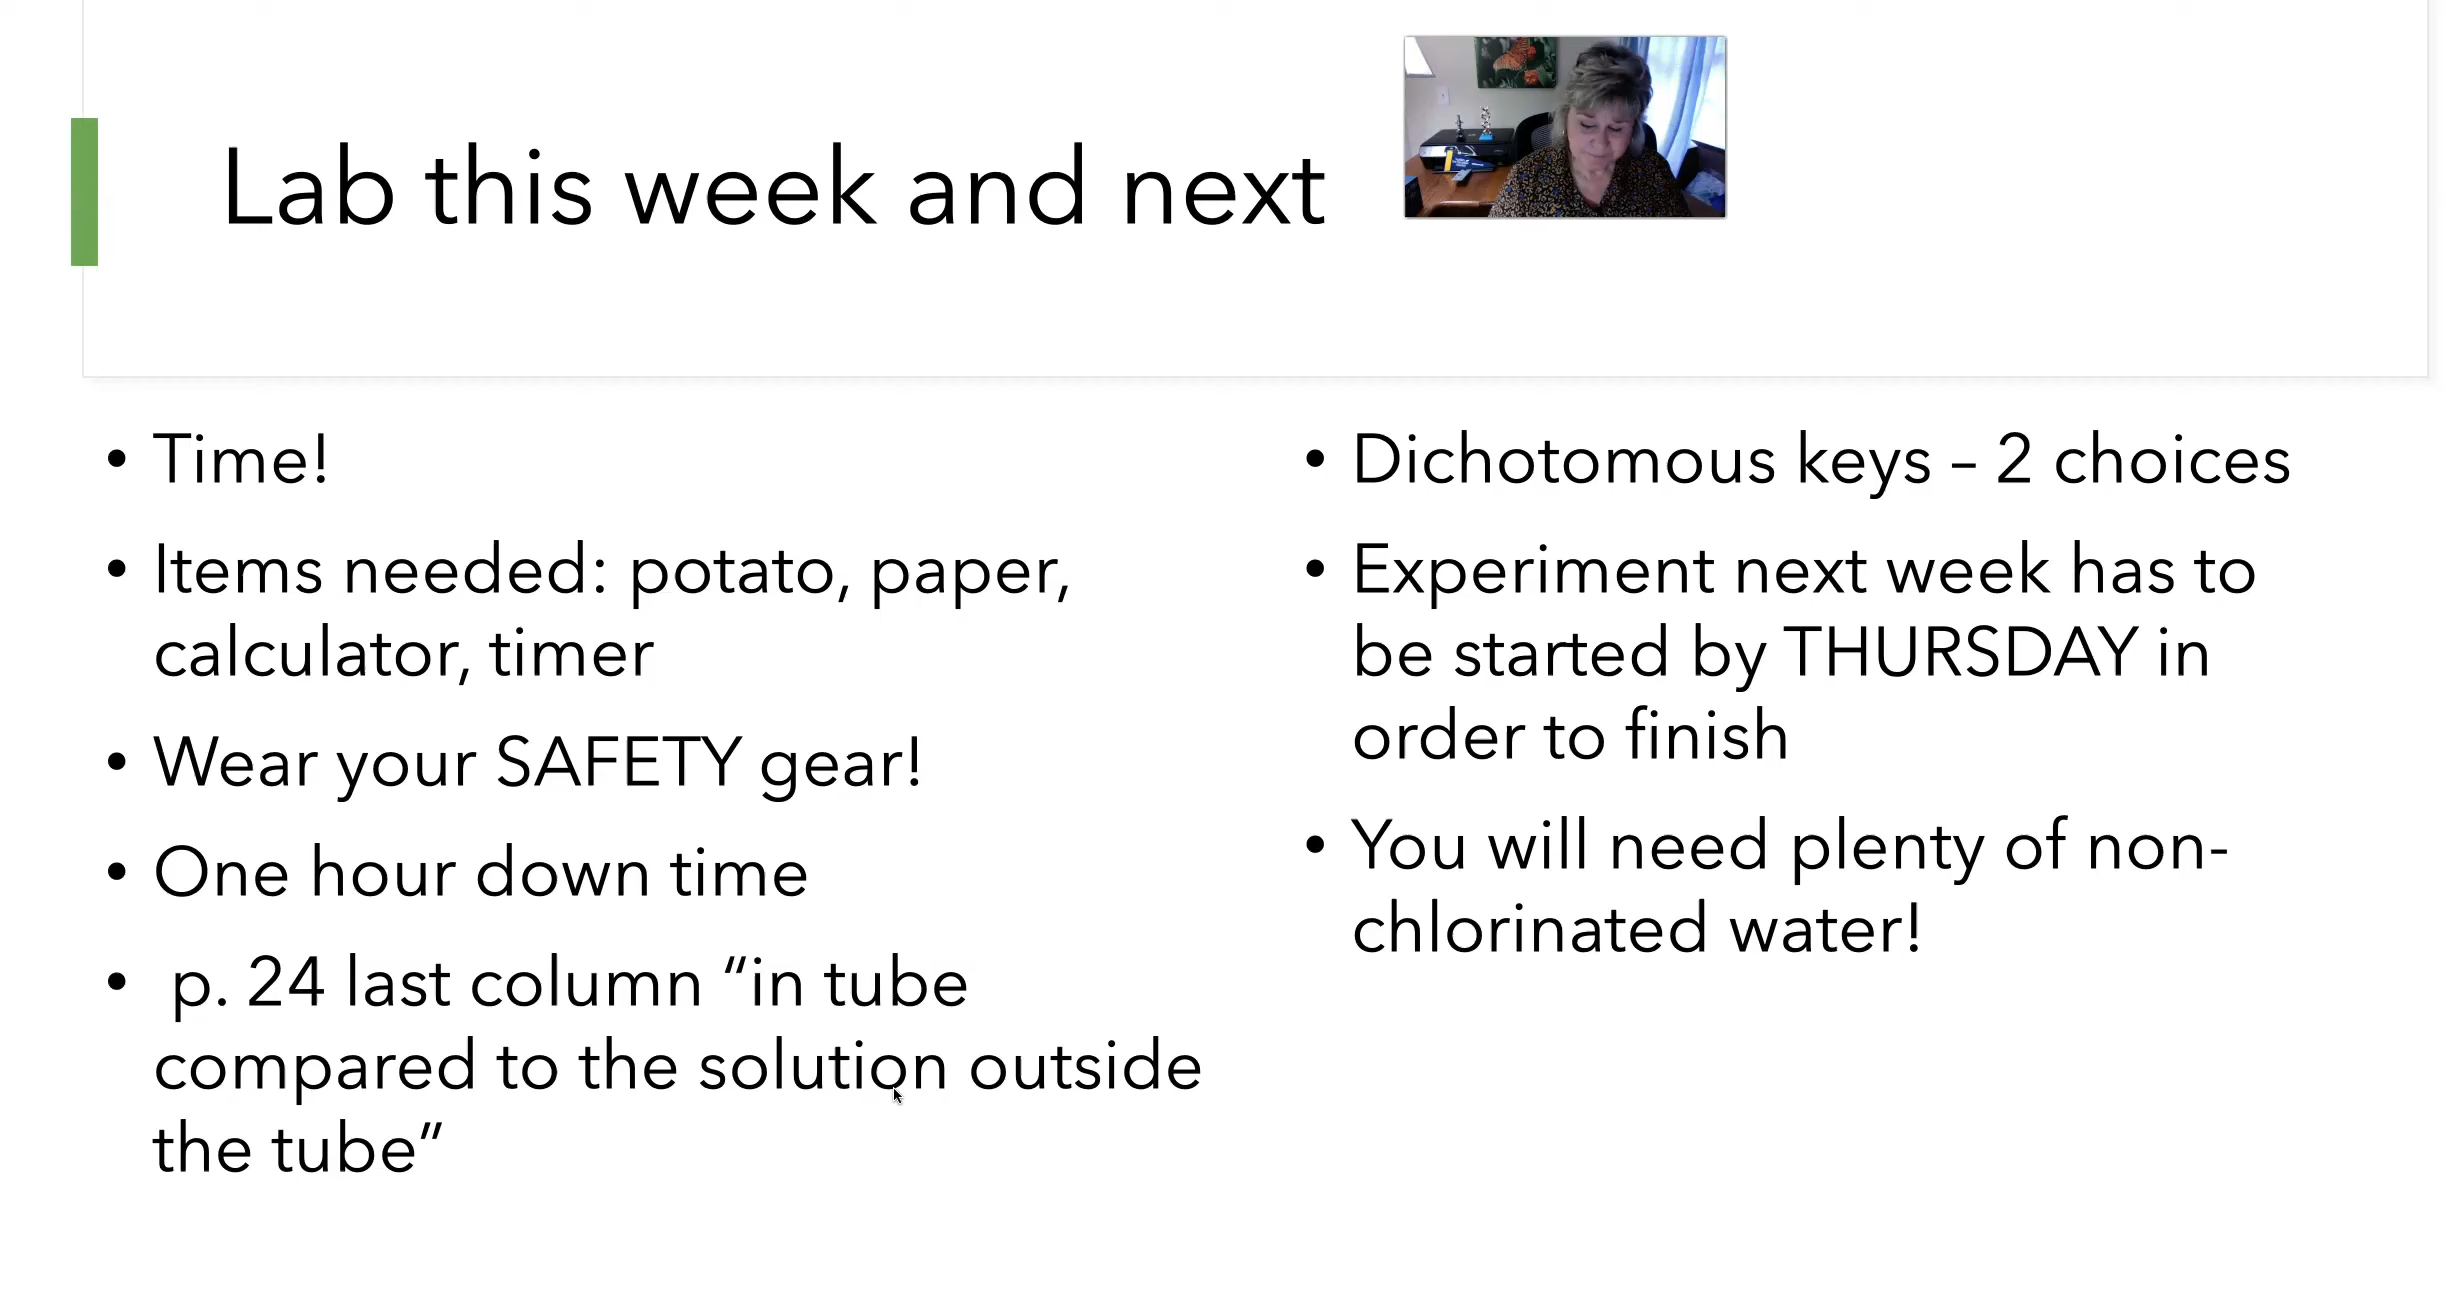 Lab this week and next
• Time!
• Items needed: potato, paper,
calculator, timer
• Wear your SAFETY gear!
• One hour down time
• p. 24 last column “in tube
compared to the solution outside
the tube”
• Dichotomous keys – 2 choices
• Experiment next week has to
be started by THURSDAY in
order to finish
• You will need plenty of non-
chlorinated water!